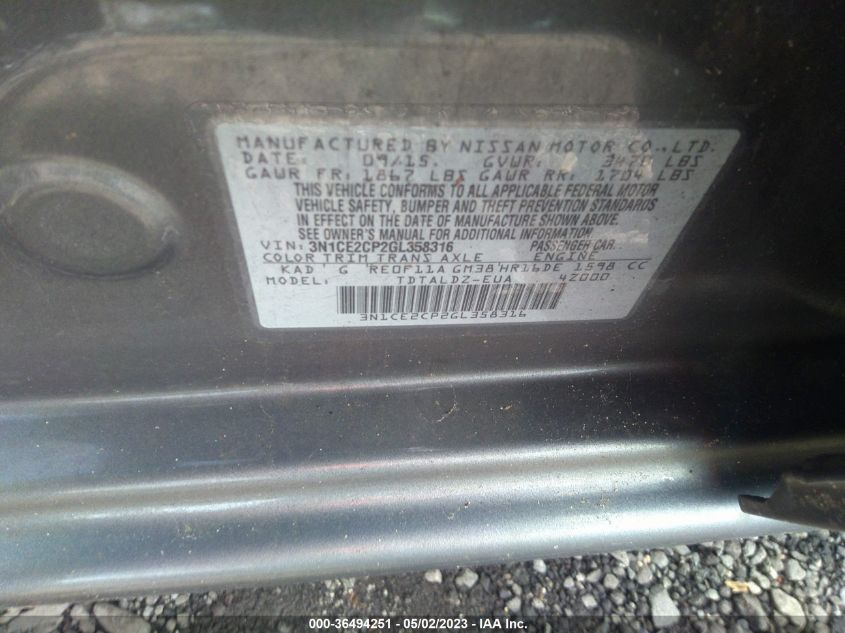 MANUFACTURED BY NISSAN MOTOR CO., LTD.
DATE: 09/15. GVWR: 3470 LBS
GAWR FR: 1867 LBS GAWR RR: 1704 LBS
THIS VEHICLE CONFORMS TO ALL APPLICABLE FEDERAL MOTOR
VEHICLE SAFETY, BUMPER AND THEFT PREVENTION STANDARDS
IN EFFECT ON THE DATE OF MANUFACTURE SHOWN ABOVE.
SEE OWNER'S MANUAL FOR ADDITIONAL INFORMATION
VIN: 3N1CE2CP2GL358316 PASSENGER CAR
COLOR TRIM TRANS AXLE ENGINE
KAD G RE0F11A GM38 HR16DE 1598 CC
MODEL: TDTALDZ-EUA 42000
3N1CE2CP2GL358316
000-36494251 - 05/02/2023 - IAA Inc.